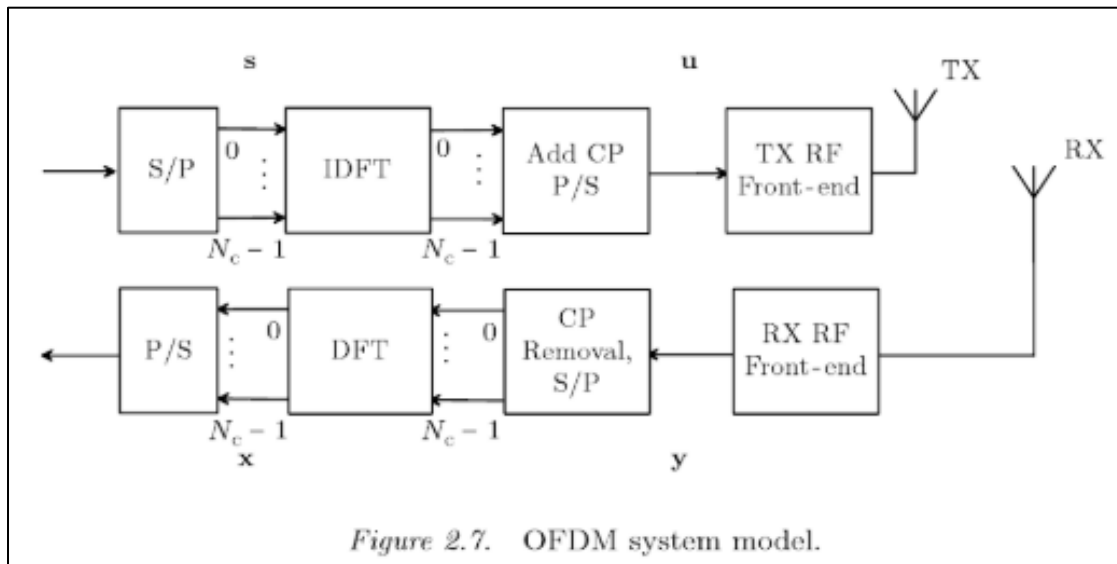 s
u
TX
RX
S/P
0
⋮
N_c − 1
IDFT
0
⋮
N_c − 1
Add CP
P/S
TX RF
Front-end
P/S
0
⋮
N_c − 1
DFT
0
⋮
N_c − 1
CP
Removal,
S/P
RX RF
Front-end
x
y
Figure 2.7. OFDM system model.